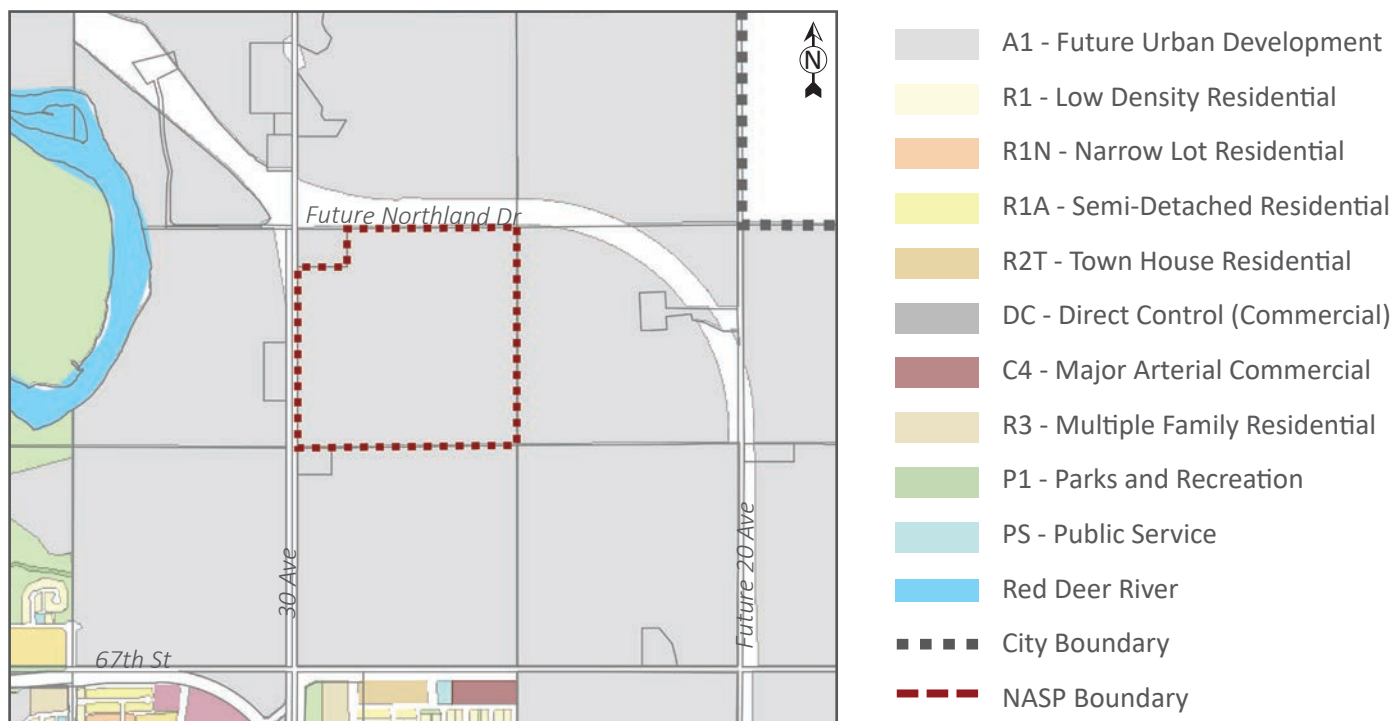 N
Future Northland Dr
30 Ave
Future 20 Ave
67th St
A1 - Future Urban Development
R1 - Low Density Residential
R1N - Narrow Lot Residential
R1A - Semi-Detached Residential
R2T - Town House Residential
DC - Direct Control (Commercial)
C4 - Major Arterial Commercial
R3 - Multiple Family Residential
P1 - Parks and Recreation
PS - Public Service
Red Deer River
City Boundary
NASP Boundary